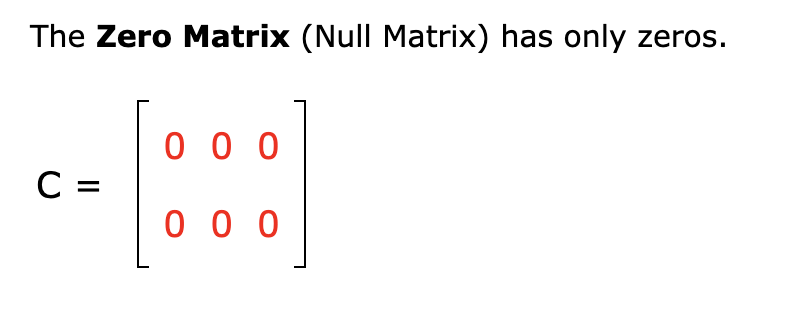 The Zero Matrix (Null Matrix) has only zeros.
0 0 0
C =
0 0 0